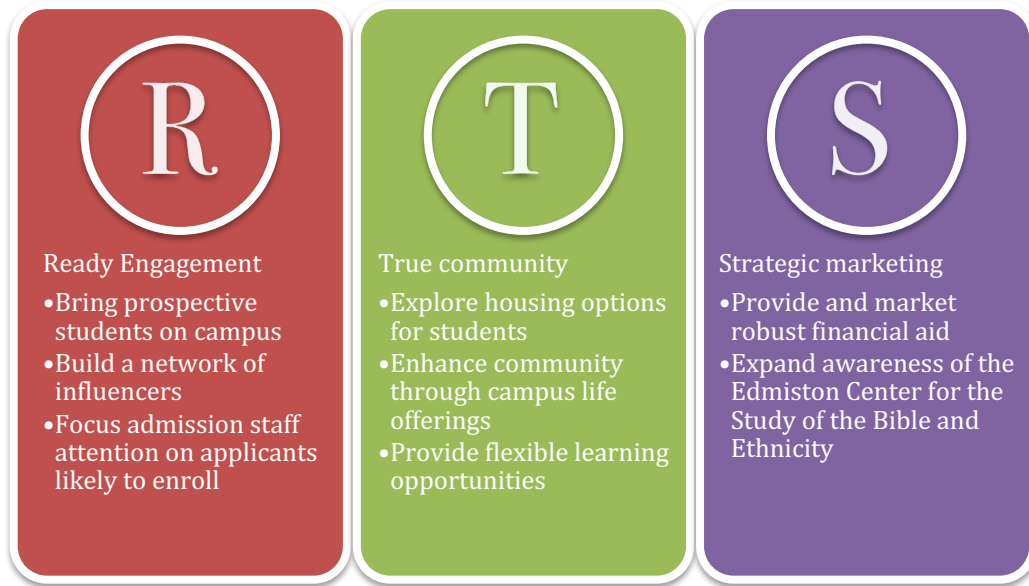 R
Ready Engagement
•Bring prospective
students on campus
•Build a network of
influencers
•Focus admission staff
attention on applicants
likely to enroll
T
True community
•Explore housing options
for students
•Enhance community
through campus life
offerings
•Provide flexible learning
opportunities
S
Strategic marketing
•Provide and market
robust financial aid
•Expand awareness of the
Edmiston Center for the
Study of the Bible and
Ethnicity